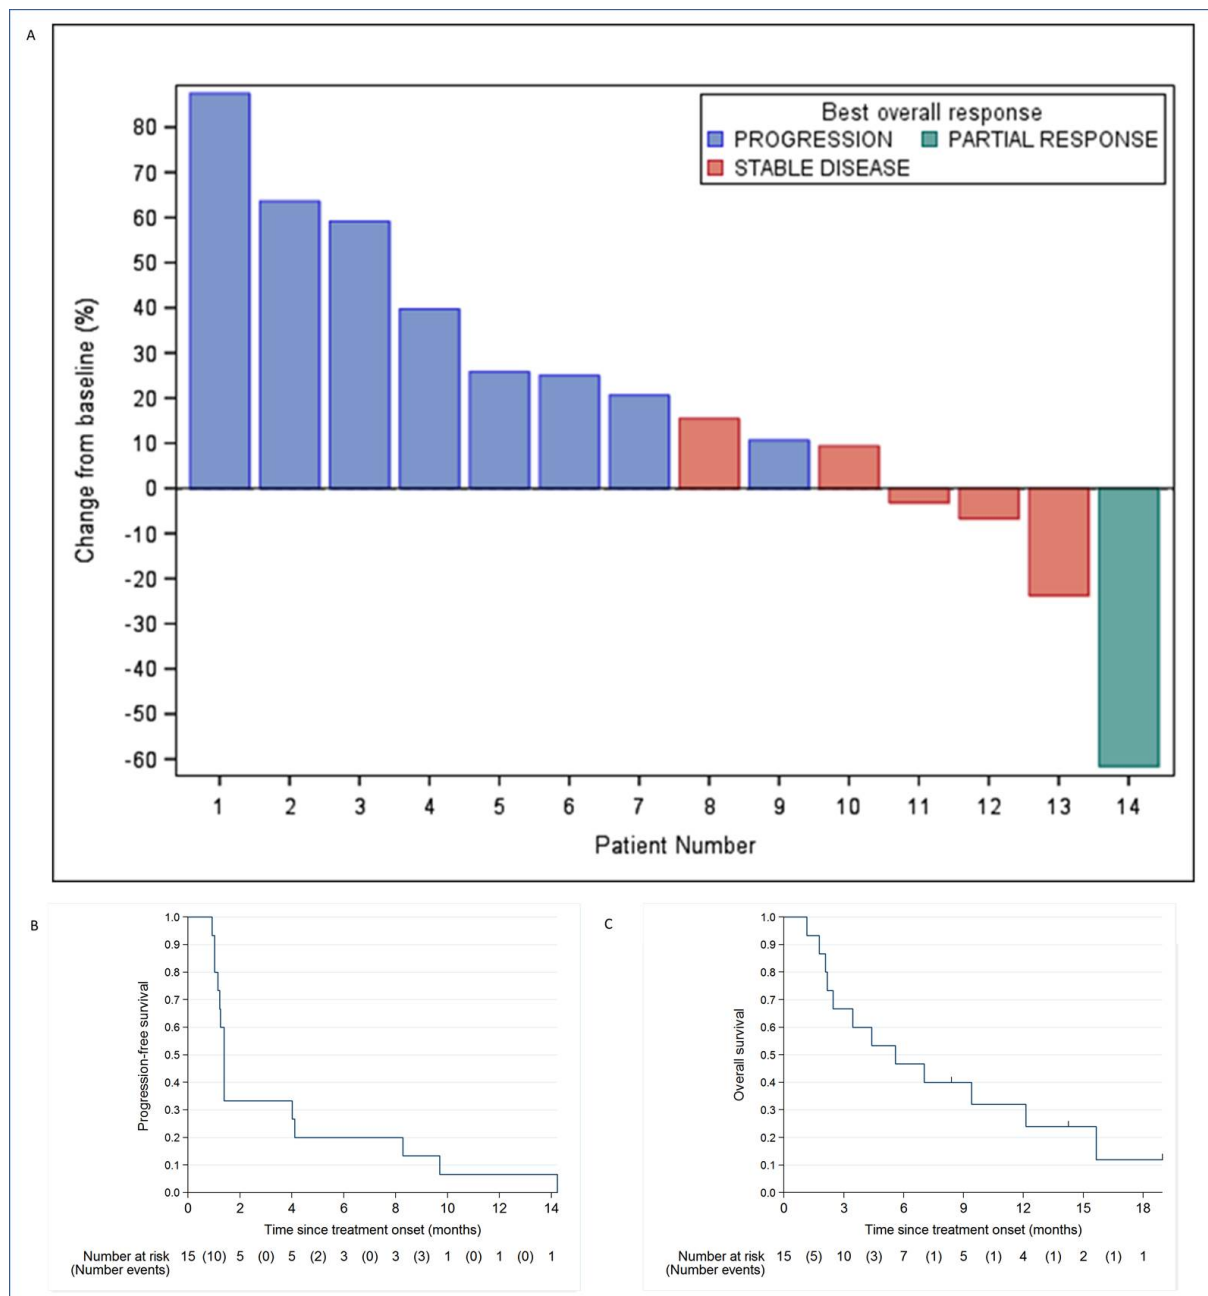 A
Best overall response
PROGRESSION PARTIAL RESPONSE
STABLE DISEASE
Change from baseline (%)
80
70
60
50
40
30
20
10
0
-10
-20
-30
-40
-50
-60
1 2 3 4 5 6 7 8 9 10 11 12 13 14
Patient Number
B
Progression-free survival
1.0
0.9
0.8
0.7
0.6
0.5
0.4
0.3
0.2
0.1
0.0
0 2 4 6 8 10 12 14
Time since treatment onset (months)
Number at risk 15 (10) 5 (0) 5 (2) 3 (0) 3 (3) 1 (0) 1 (0) 1
(Number events)
C
Overall survival
1.0
0.9
0.8
0.7
0.6
0.5
0.4
0.3
0.2
0.1
0.0
0 3 6 9 12 15 18
Time since treatment onset (months)
Number at risk 15 (5) 10 (3) 7 (1) 5 (1) 4 (1) 2 (1) 1
(Number events)